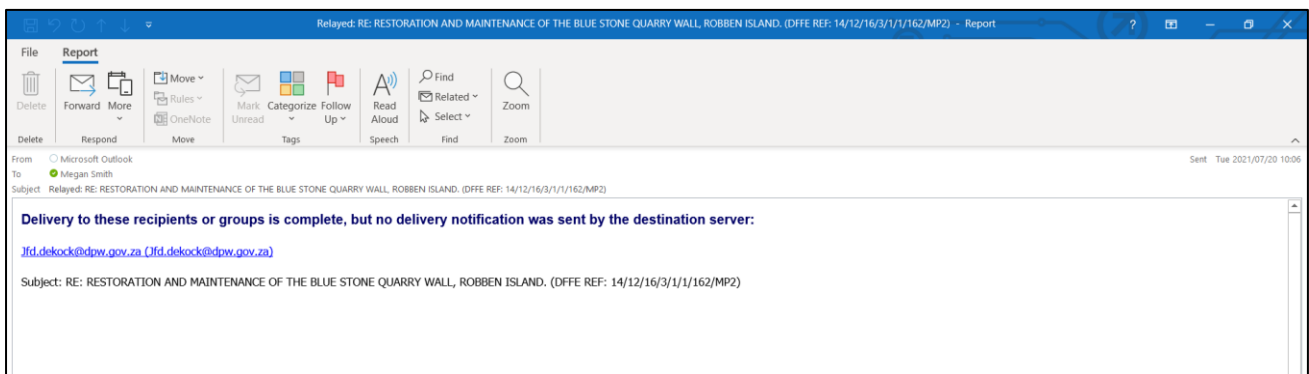 Relayed: RE: RESTORATION AND MAINTENANCE OF THE BLUE STONE QUARRY WALL, ROBBEN ISLAND. (DFFE REF: 14/12/16/3/1/1/162/MP2) - Report
File Report
Delete
Forward
More
Move
Rules
OneNote
Mark Unread
Categorize
Follow Up
Read Aloud
Find
Related
Select
Zoom
Delete Respond Move Tags Speech Find Zoom
From Microsoft Outlook Sent Tue 2021/07/20 10:06
To Megan Smith
Subject Relayed: RE: RESTORATION AND MAINTENANCE OF THE BLUE STONE QUARRY WALL, ROBBEN ISLAND. (DFFE REF: 14/12/16/3/1/1/162/MP2)
Delivery to these recipients or groups is complete, but no delivery notification was sent by the destination server:
Jfd.dekock@dpw.gov.za (Jfd.dekock@dpw.gov.za)
Subject: RE: RESTORATION AND MAINTENANCE OF THE BLUE STONE QUARRY WALL, ROBBEN ISLAND. (DFFE REF: 14/12/16/3/1/1/162/MP2)